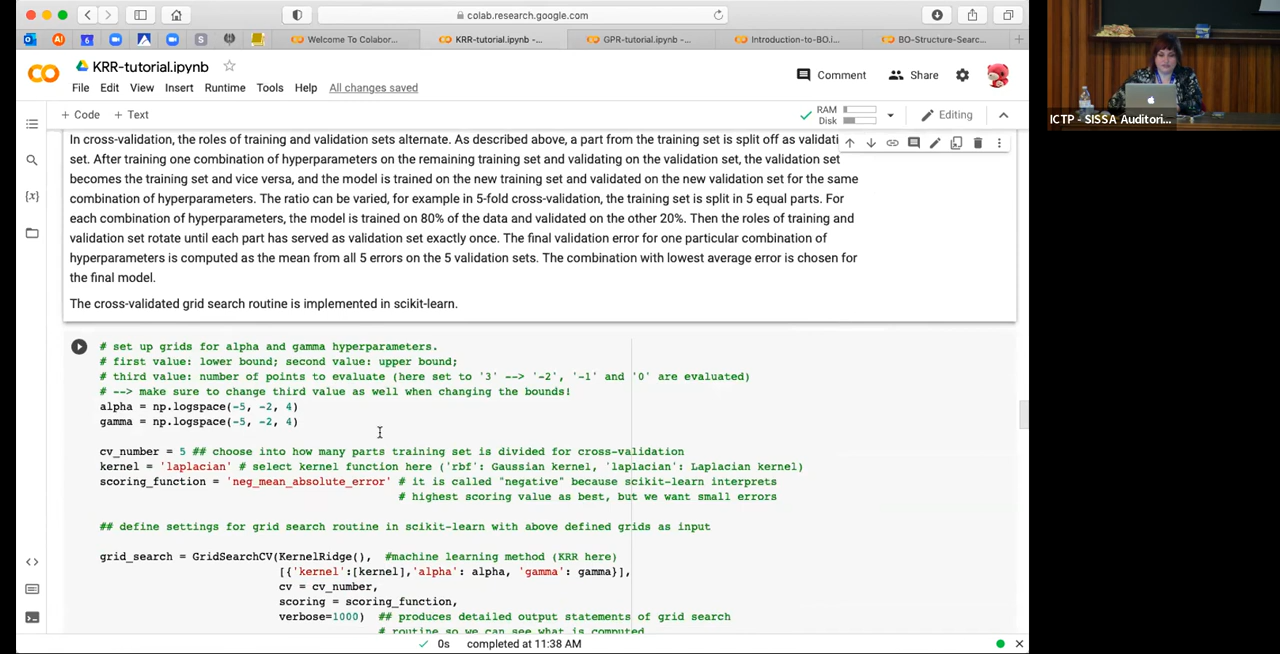 colab.research.google.com
Welcome To Colabor...
KRR-tutorial.ipynb -...
GPR-tutorial.ipynb -...
Introduction-to-BO.i...
BO-Structure-Searc...
KRR-tutorial.ipynb
Comment
Share
File Edit View Insert Runtime Tools Help All changes saved
+ Code + Text
RAM
Disk
Editing
In cross-validation, the roles of training and validation sets alternate. As described above, a part from the training set is split off as validati
set. After training one combination of hyperparameters on the remaining training set and validating on the validation set, the validation set
becomes the training set and vice versa, and the model is trained on the new training set and validated on the new validation set for the same
combination of hyperparameters. The ratio can be varied, for example in 5-fold cross-validation, the training set is split in 5 equal parts. For
each combination of hyperparameters, the model is trained on 80% of the data and validated on the other 20%. Then the roles of training and
validation set rotate until each part has served as validation set exactly once. The final validation error for one particular combination of
hyperparameters is computed as the mean from all 5 errors on the 5 validation sets. The combination with lowest average error is chosen for
the final model.
The cross-validated grid search routine is implemented in scikit-learn.
# set up grids for alpha and gamma hyperparameters.
# first value: lower bound; second value: upper bound;
# third value: number of points to evaluate (here set to '3' --> '-2', '-1' and '0' are evaluated)
# --> make sure to change third value as well when changing the bounds!
alpha = np.logspace(-5, -2, 4)
gamma = np.logspace(-5, -2, 4)
cv_number = 5 ## choose into how many parts training set is divided for cross-validation
kernel = 'laplacian' # select kernel function here ('rbf': Gaussian kernel, 'laplacian': Laplacian kernel)
scoring_function = 'neg_mean_absolute_error' # it is called "negative" because scikit-learn interprets
# highest scoring value as best, but we want small errors
## define settings for grid search routine in scikit-learn with above defined grids as input
grid_search = GridSearchCV(KernelRidge(), #machine learning method (KRR here)
[{'kernel':[kernel],'alpha': alpha, 'gamma': gamma}],
cv = cv_number,
scoring = scoring_function,
verbose=1000) ## produces detailed output statements of grid search
# routine so we can see what is computed
0s completed at 11:38 AM
ICTP - SISSA Auditori...